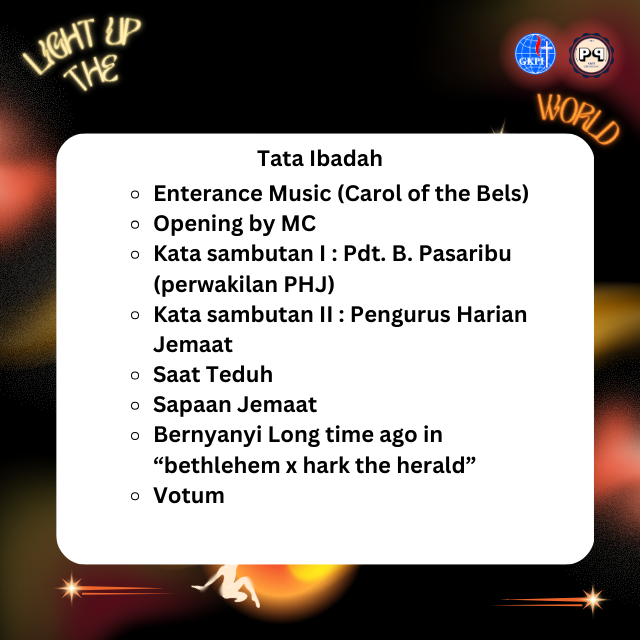 LIGHT UP
THE
GKPI
PP
WORLD
Tata Ibadah
Enterance Music (Carol of the Bels)
Opening by MC
Kata sambutan I : Pdt. B. Pasaribu
(perwakilan PHJ)
Kata sambutan II : Pengurus Harian
Jemaat
Saat Teduh
Sapaan Jemaat
Bernyanyi Long time ago in
“bethlehem x hark the herald”
Votum